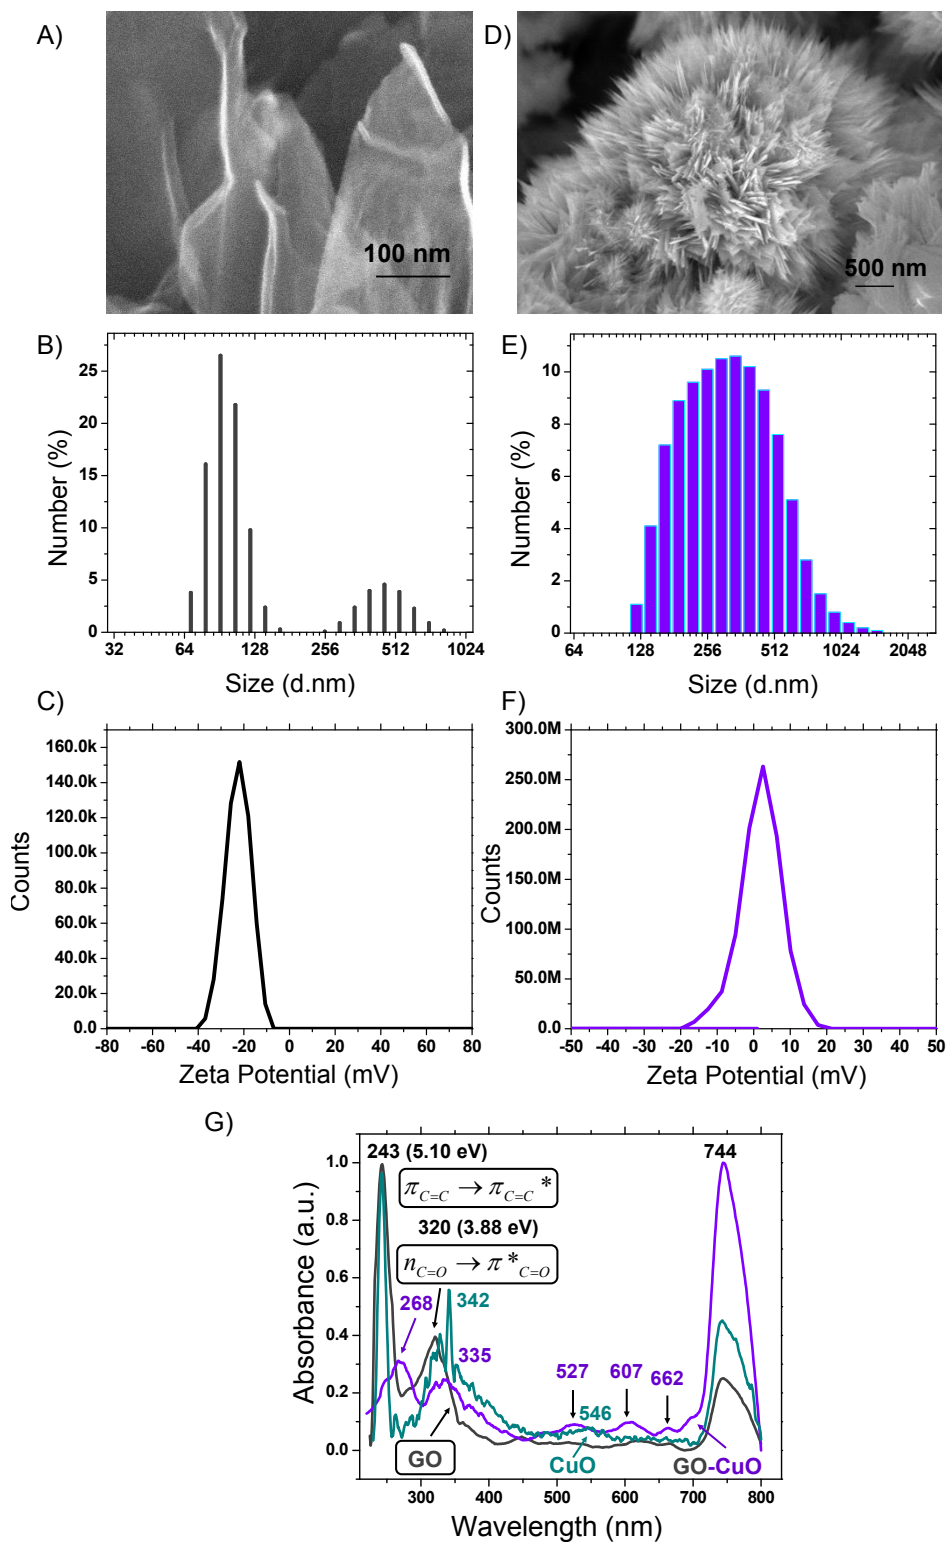 A)
100 nm
D)
500 nm
B)
25
20
15
10
5
0
Number (%)
32 64 128 256 512 1024
Size (d.nm)
E)
10
8
6
4
2
0
Number (%)
64 128 256 512 1024 2048
Size (d.nm)
C)
160.0k
140.0k
120.0k
100.0k
80.0k
60.0k
40.0k
20.0k
0.0
Counts
-80 -60 -40 -20 0 20 40 60 80
Zeta Potential (mV)
F)
300.0M
250.0M
200.0M
150.0M
100.0M
50.0M
0.0
Counts
-50 -40 -30 -20 -10 0 10 20 30 40 50
Zeta Potential (mV)
G)
1.0
0.8
0.6
0.4
0.2
0.0
Absorbance (a.u.)
243 (5.10 eV)
744
π C=C → π C=C *
320 (3.88 eV)
n C=O → π * C=O
268
342
335
527
607
662
546
GO
CuO
GO-CuO
300 400 500 600 700 800
Wavelength (nm)